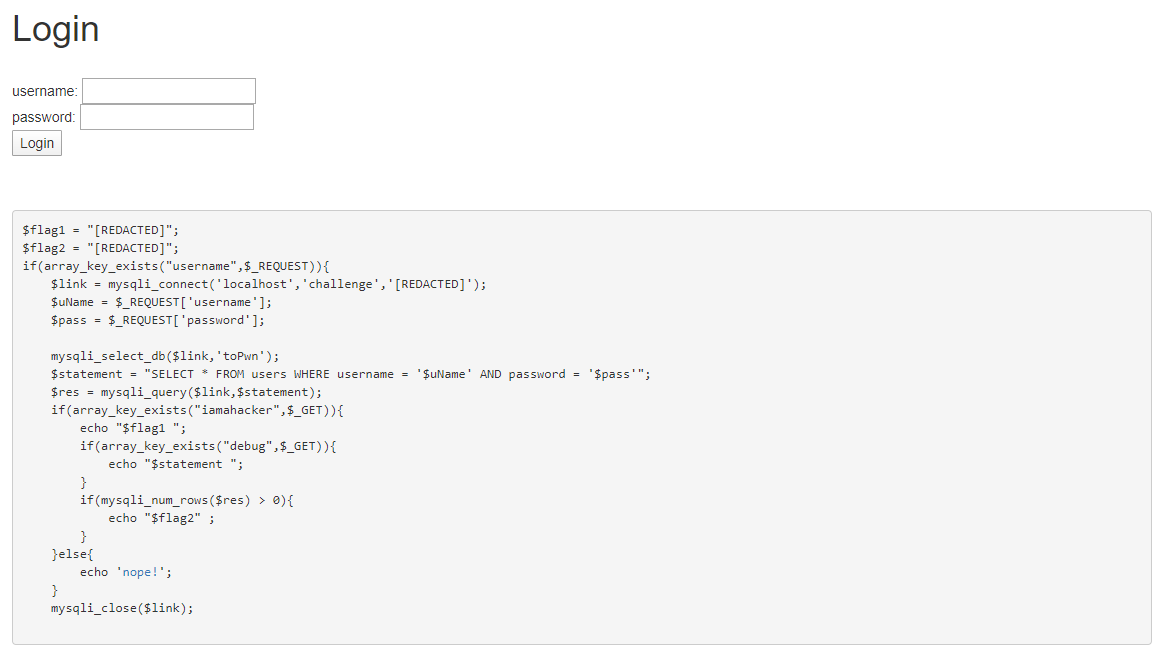 Login
username:
password:
Login
$flag1 = "[REDACTED]";
$flag2 = "[REDACTED]";
if(array_key_exists("username",$_REQUEST)){
    $link = mysqli_connect('localhost','challenge','[REDACTED]');
    $uName = $_REQUEST['username'];
    $pass = $_REQUEST['password'];
    mysqli_select_db($link,'toPwn');
    $statement = "SELECT * FROM users WHERE username = '$uName' AND password = '$pass'";
    $res = mysqli_query($link,$statement);
    if(array_key_exists("iamahacker",$_GET)){
        echo "$flag1 ";
        if(array_key_exists("debug",$_GET)){
            echo "$statement ";
        }
        if(mysqli_num_rows($res) > 0){
            echo "$flag2" ;
        }
    }else{
        echo 'nope!';
    }
    mysqli_close($link);